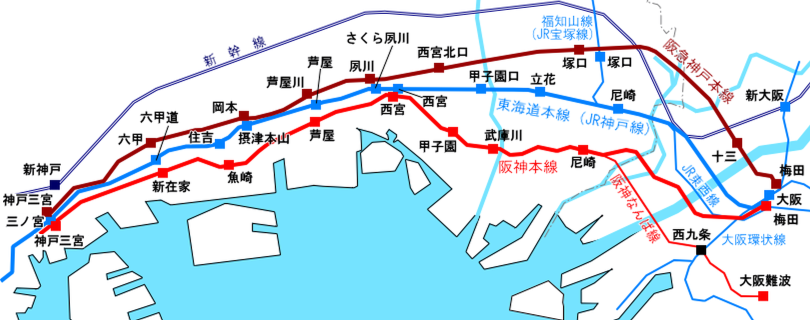 新幹線
福知山線
(JR宝塚線)
さくら夙川
芦屋
西宮北口
夙川
芦屋川
甲子園口
立花
塚口
塚口
阪急神戸本線
尼崎
新大阪
岡本
六甲道
六甲
住吉
摂津本山
西宮
西宮
東海道本線(JR神戸線)
芦屋
甲子園
武庫川
阪神本線
尼崎
十三
新神戸
神戸三宮
三ノ宮
神戸三宮
新在家
魚崎
JR東西線
梅田
大阪
梅田
阪神なんば線
西九条
大阪環状線
大阪難波